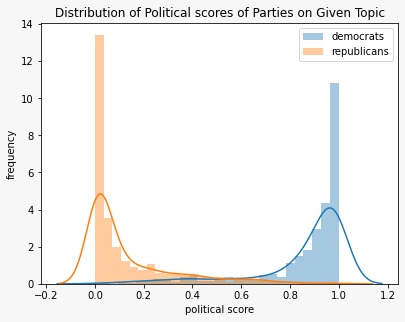 Distribution of Political scores of Parties on Given Topic
democrats
republicans
frequency
14
12
10
8
6
4
2
0
−0.2 0.0 0.2 0.4 0.6 0.8 1.0 1.2
political score